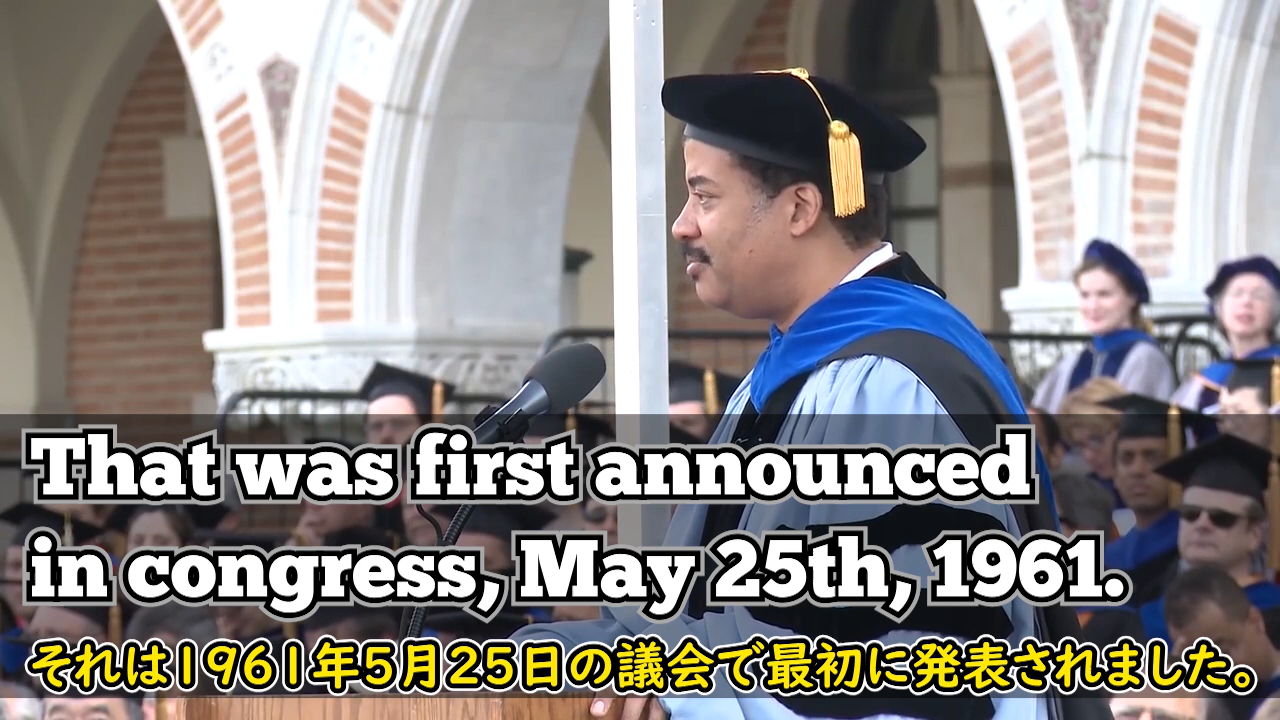 That was first announced
in congress, May 25th, 1961.
それは1961年5月25日の議会で最初に発表されました。